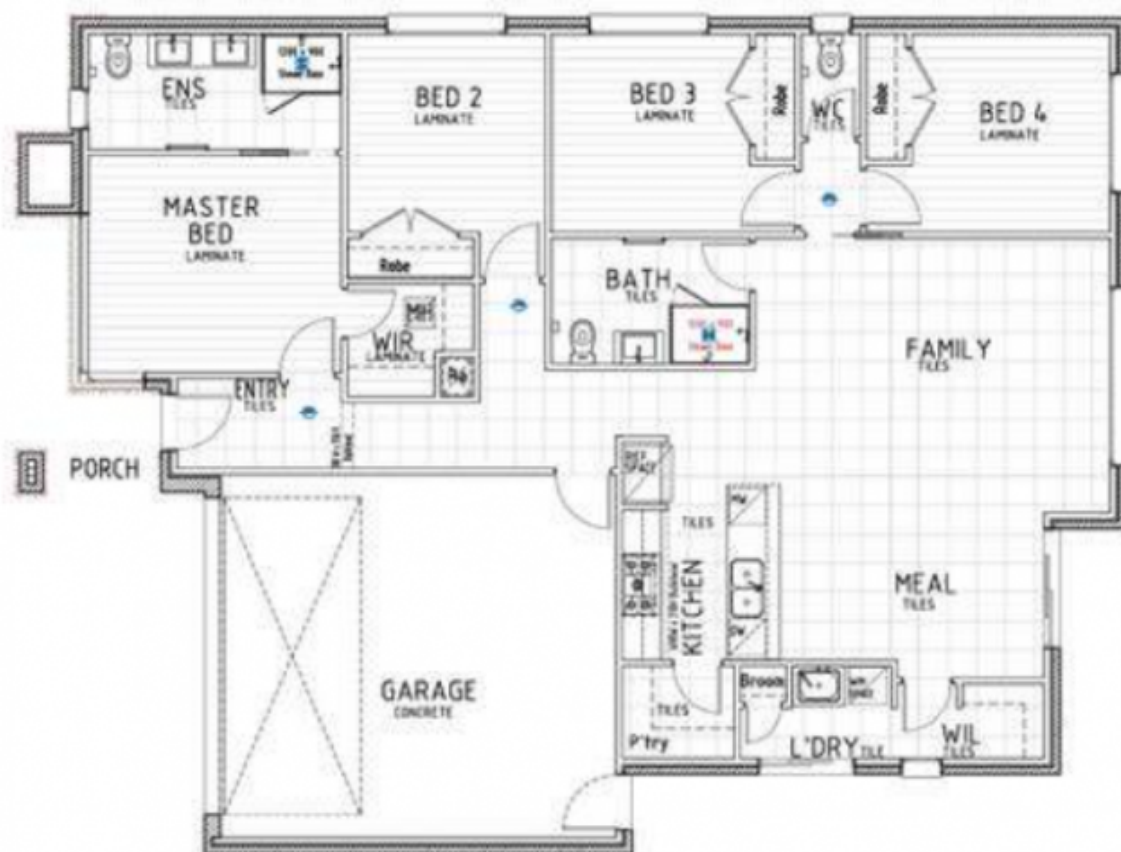 ENS
TILES
BED 2
LAMINATE
BED 3
LAMINATE
Robe
WC
TILES
Robe
BED 4
LAMINATE
MASTER
BED
LAMINATE
Robe
BATH
TILES
MH
WIR
LAMINATE
FAMILY
TILES
ENTRY
TILES
PORCH
TILES
KITCHEN
MEAL
TILES
GARAGE
CONCRETE
Broom
TILES
P'try
L'DRY TILE
WIL
TILES